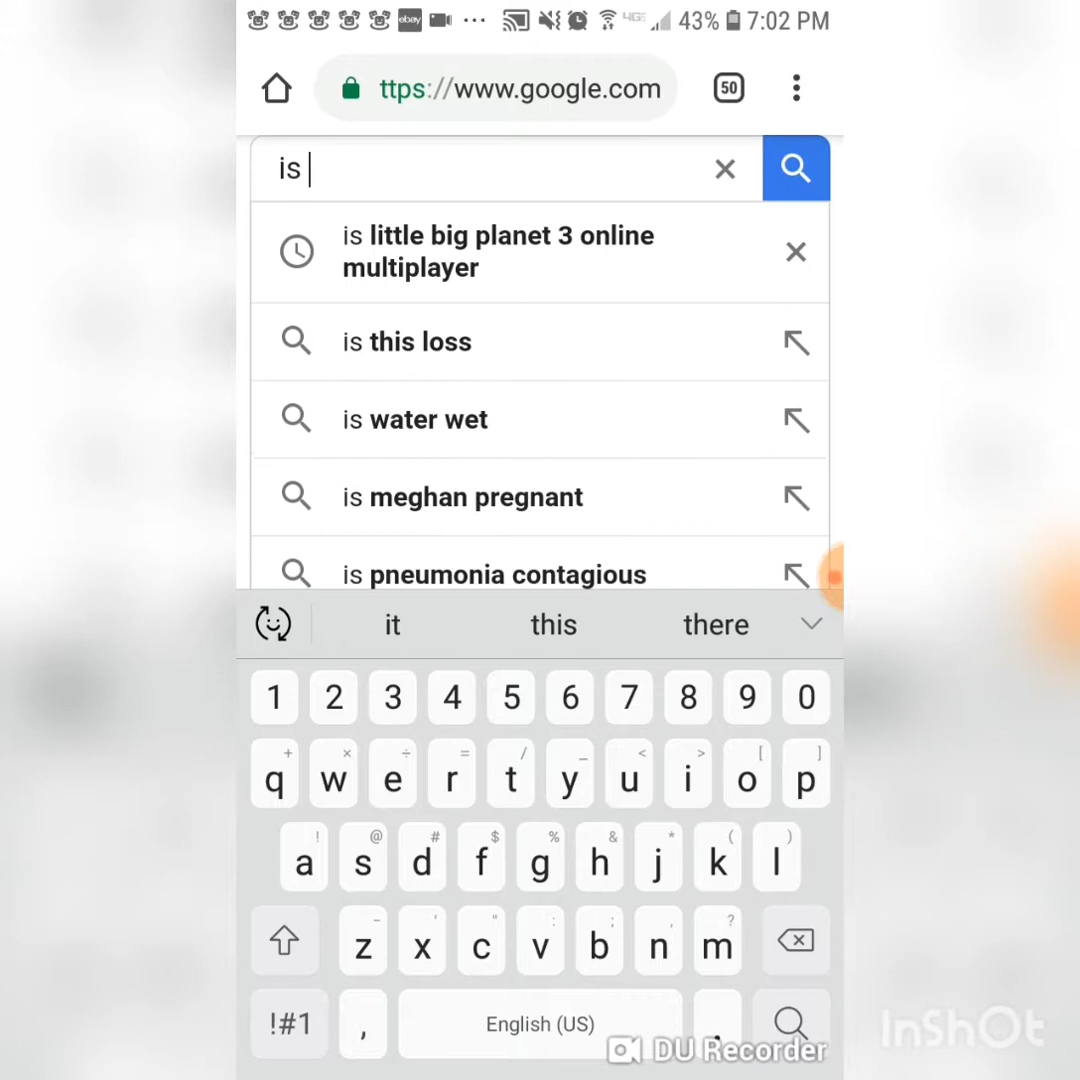 ebay ... 4GE 43% 7:02 PM
ttps://www.google.com 50
is
is little big planet 3 online
multiplayer
is this loss
is water wet
is meghan pregnant
is pneumonia contagious
it this there
1 2 3 4 5 6 7 8 9 0
+ × ÷ = / _ < > [ ]
q w e r t y u i o p
! @ # $ % & * ( )
a s d f g h j k l
- ' " : ; , ?
z x c v b n m
!#1 , English (US) .
DU Recorder
InShOt